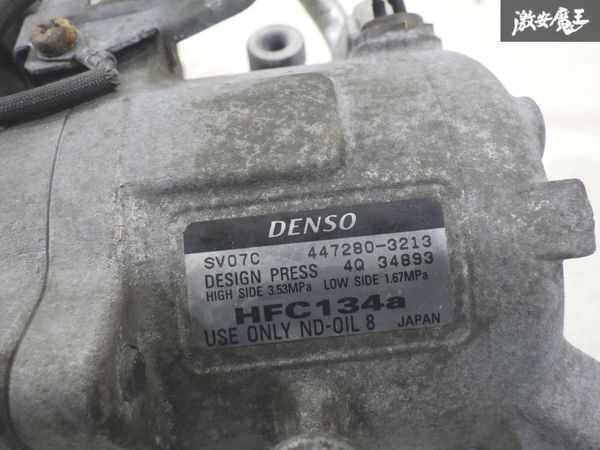 激安魔王
DENSO
SV07C 447280-3213
DESIGN PRESS 4Q 34893
HIGH SIDE 3.53MPa LOW SIDE 1.67MPa
HFC134a
USE ONLY ND-OIL 8 JAPAN